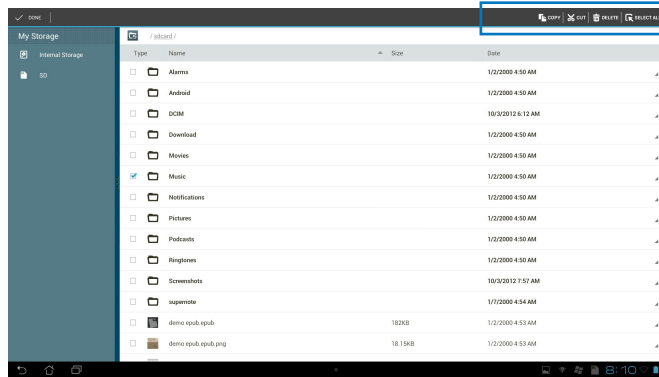 DONE COPY CUT DELETE SELECT AL
My Storage / sdcard /
Type Name Size Date
Internal Storage
SD
Alarms 1/2/2000 4:50 AM
Android 1/2/2000 4:50 AM
DCIM 10/3/2012 6:12 AM
Download 1/2/2000 4:50 AM
Movies 1/2/2000 4:50 AM
Music 1/2/2000 4:50 AM
Notifications 1/2/2000 4:50 AM
Pictures 1/2/2000 4:50 AM
Podcasts 1/2/2000 4:50 AM
Ringtones 1/2/2000 4:50 AM
Screenshots 10/3/2012 7:57 AM
supernote 1/7/2000 4:54 AM
demo epub.epub 182KB 1/2/2000 4:53 AM
demo epub.epub.png 18.15KB 1/2/2000 4:53 AM
8:10